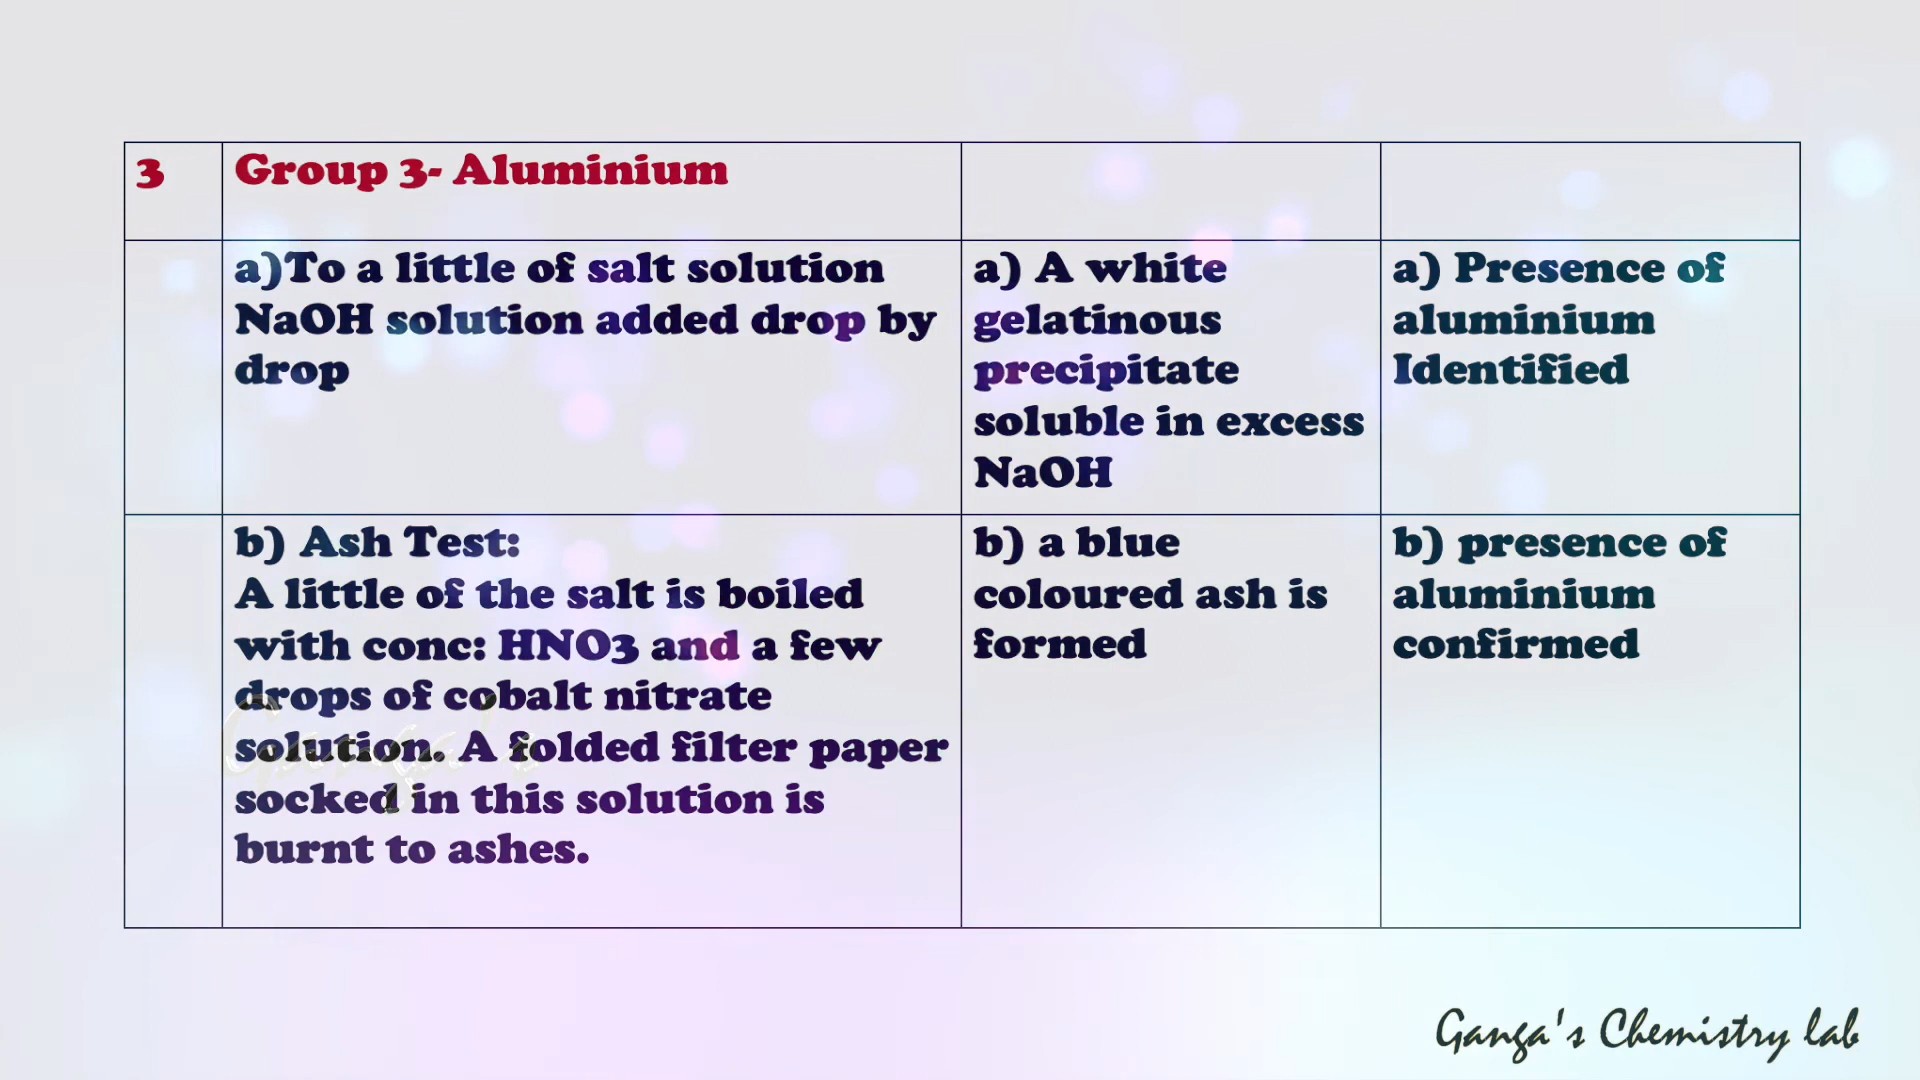 3
Group 3- Aluminium
a)To a little of salt solution
NaOH solution added drop by
drop
a) A white
gelatinous
precipitate
soluble in excess
NaOH
a) Presence of
aluminium
Identified
b) Ash Test:
A little of the salt is boiled
with conc: HNO3 and a few
drops of cobalt nitrate
solution. A folded filter paper
socked in this solution is
burnt to ashes.
b) a blue
coloured ash is
formed
b) presence of
aluminium
confirmed
Ganga's
Ganga's Chemistry lab